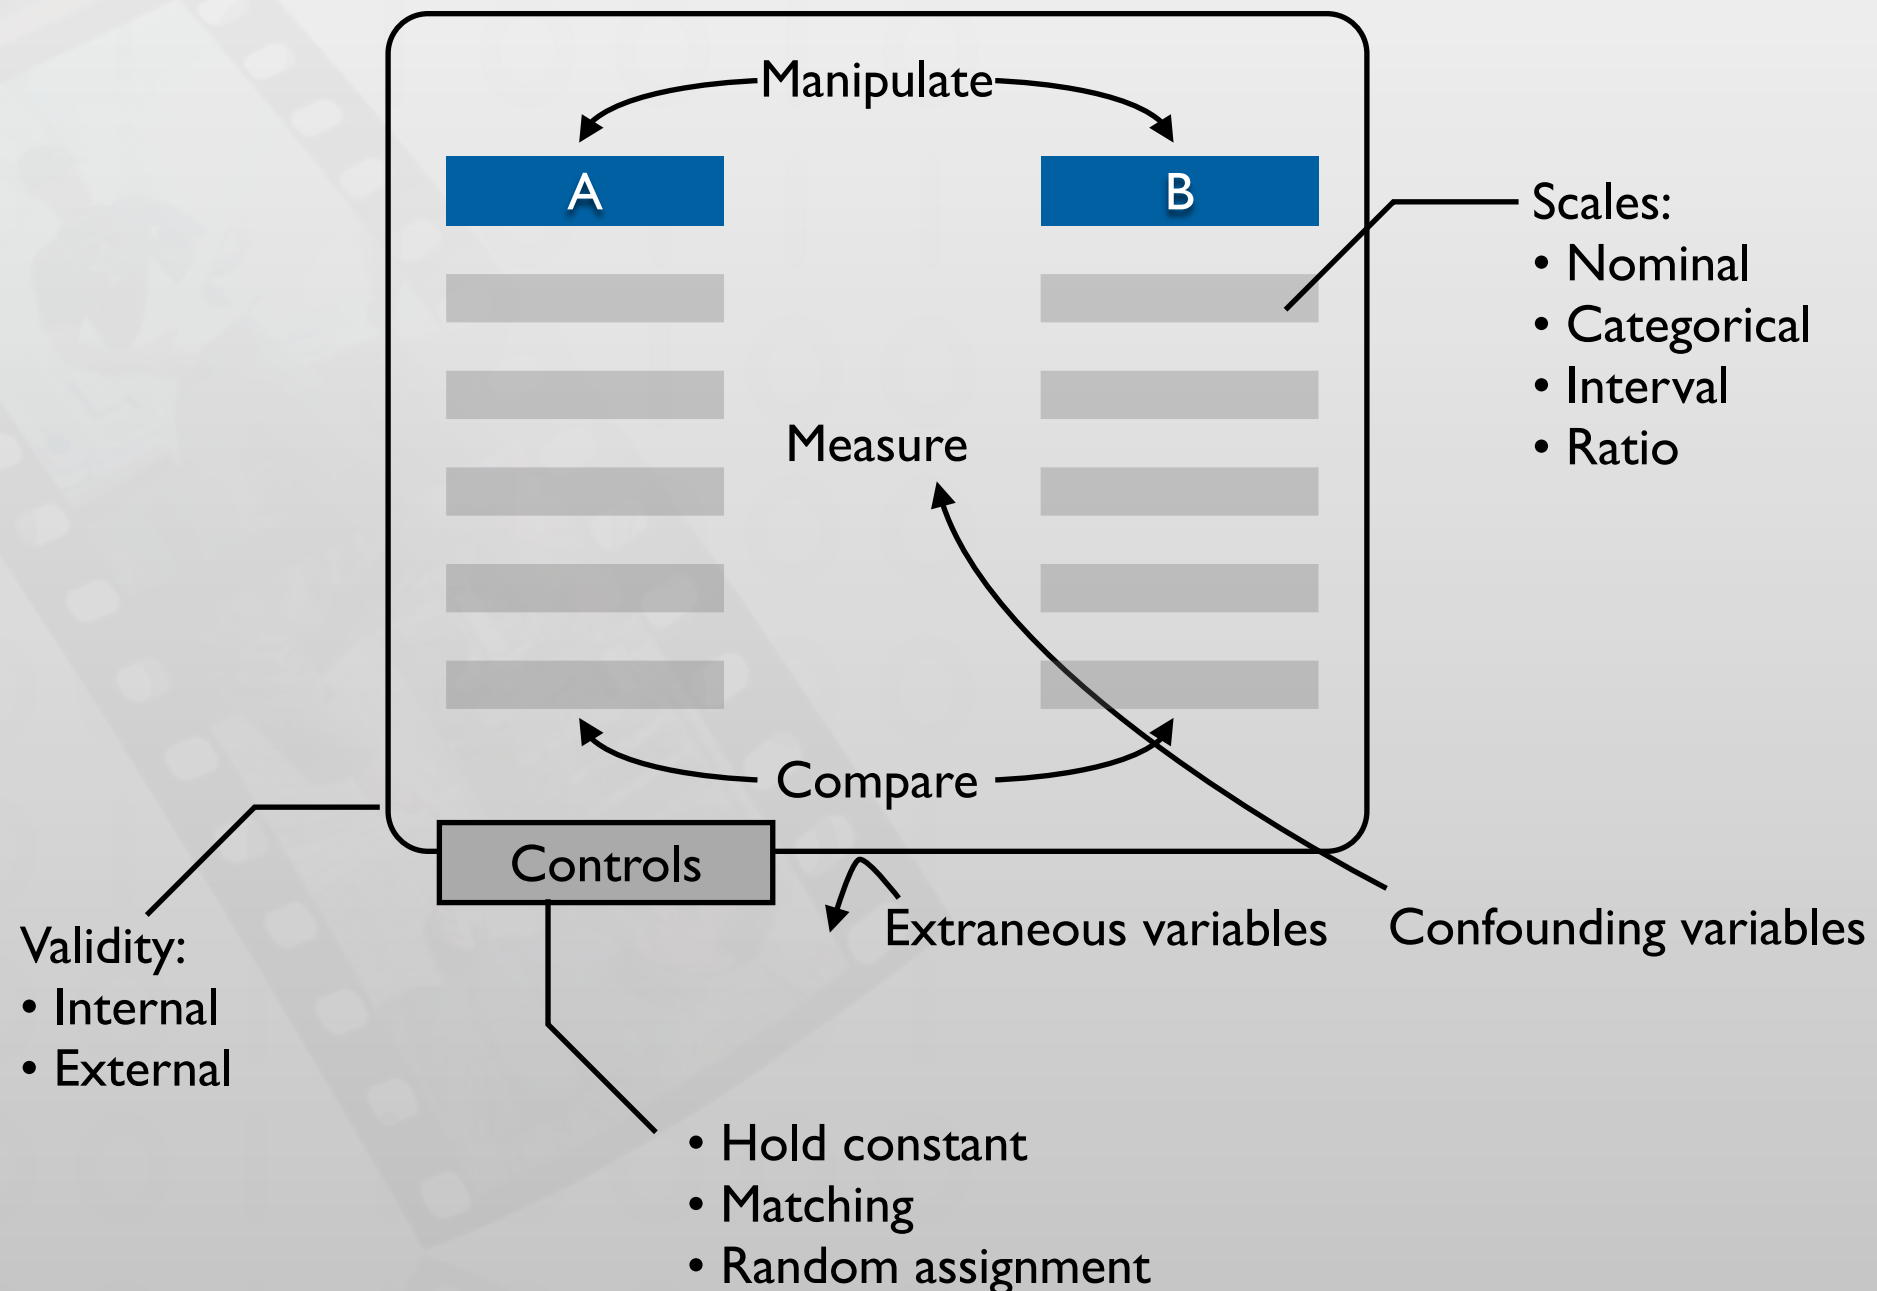 Manipulate
A
B
Scales:
• Nominal
• Categorical
• Interval
• Ratio
Measure
Compare
Controls
Extraneous variables
Confounding variables
Validity:
• Internal
• External
• Hold constant
• Matching
• Random assignment